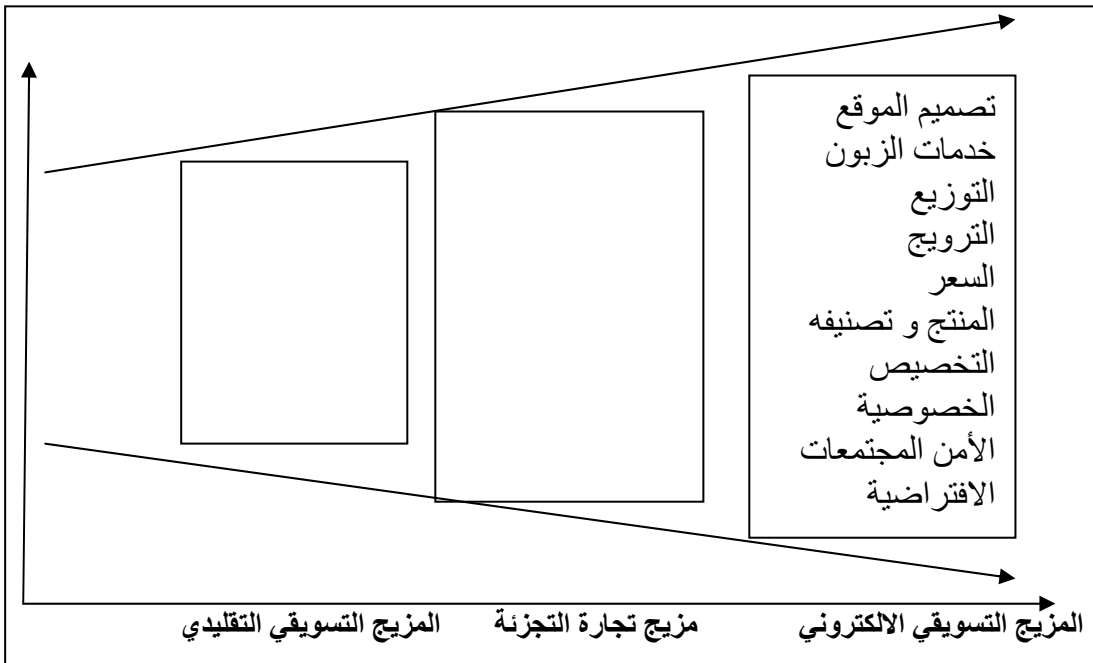 تصميم الموقع
خدمات الزبون
التوزيع
الترويج
السعر
المنتج و تصنيفه
التخصيص
الخصوصية
الأمن المجتمعات
الافتراضية
المزيج التسويقي الالكتروني
مزيج تجارة التجزئة
المزيج التسويقي التقليدي